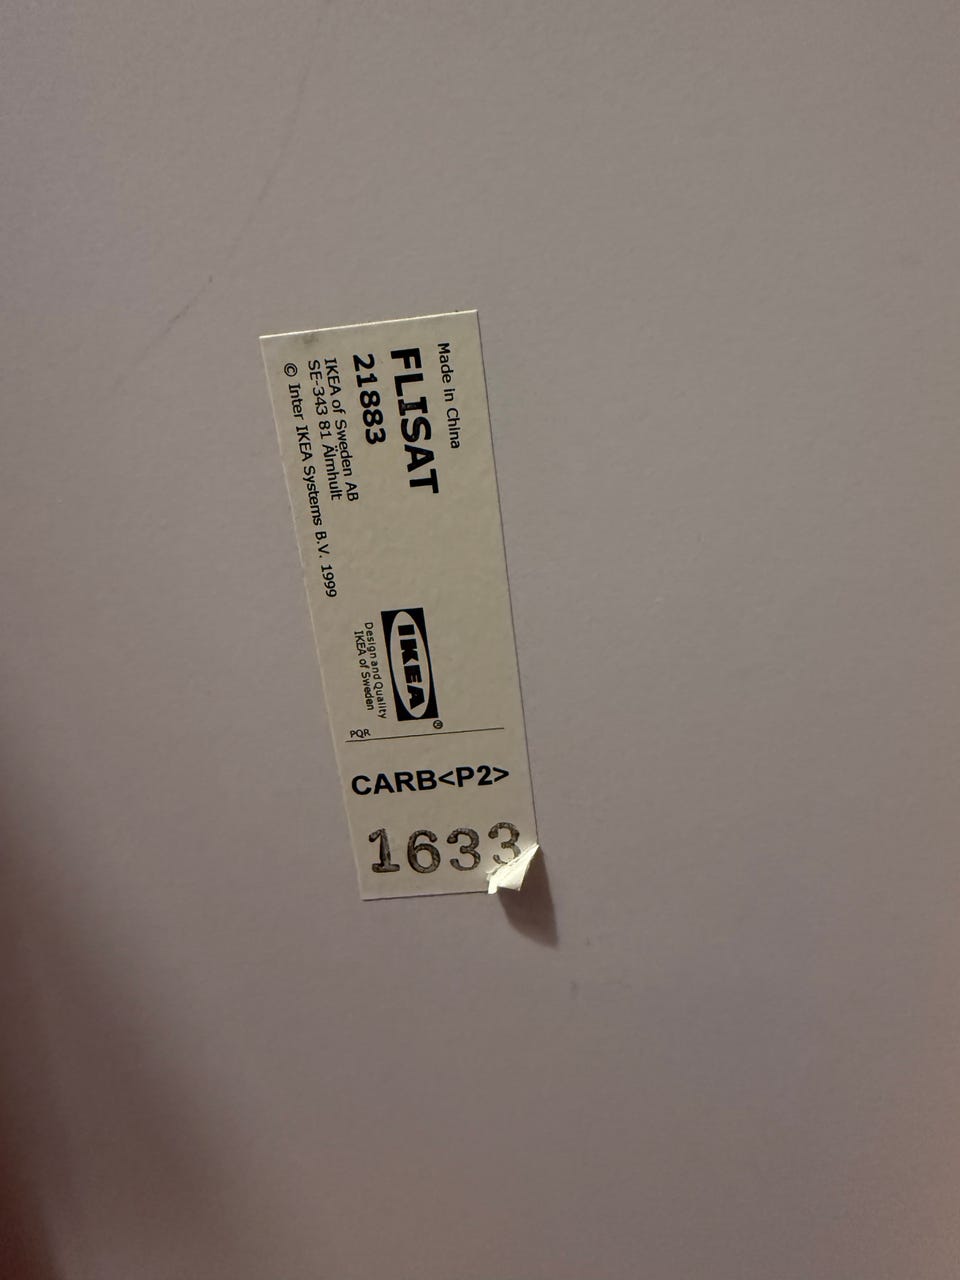 Made in China
FLISAT
21883
IKEA of Sweden AB
SE-343 81 Älmhult
© Inter IKEA Systems B.V. 1999
IKEA®
Design and Quality
IKEA of Sweden
PQR
CARB<P2>
1633